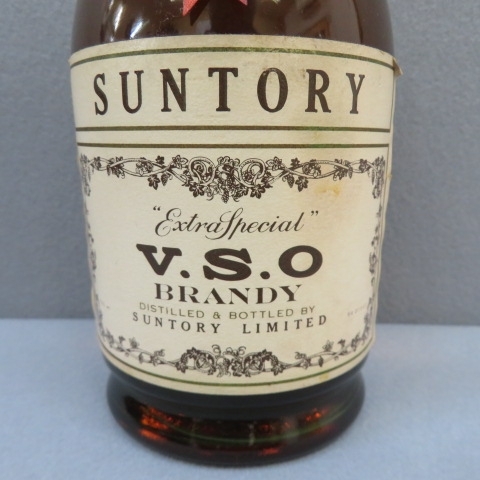 SUNTORY
"Extra Special"
V.S.O
BRANDY
DISTILLED & BOTTLED BY
SUNTORY LIMITED